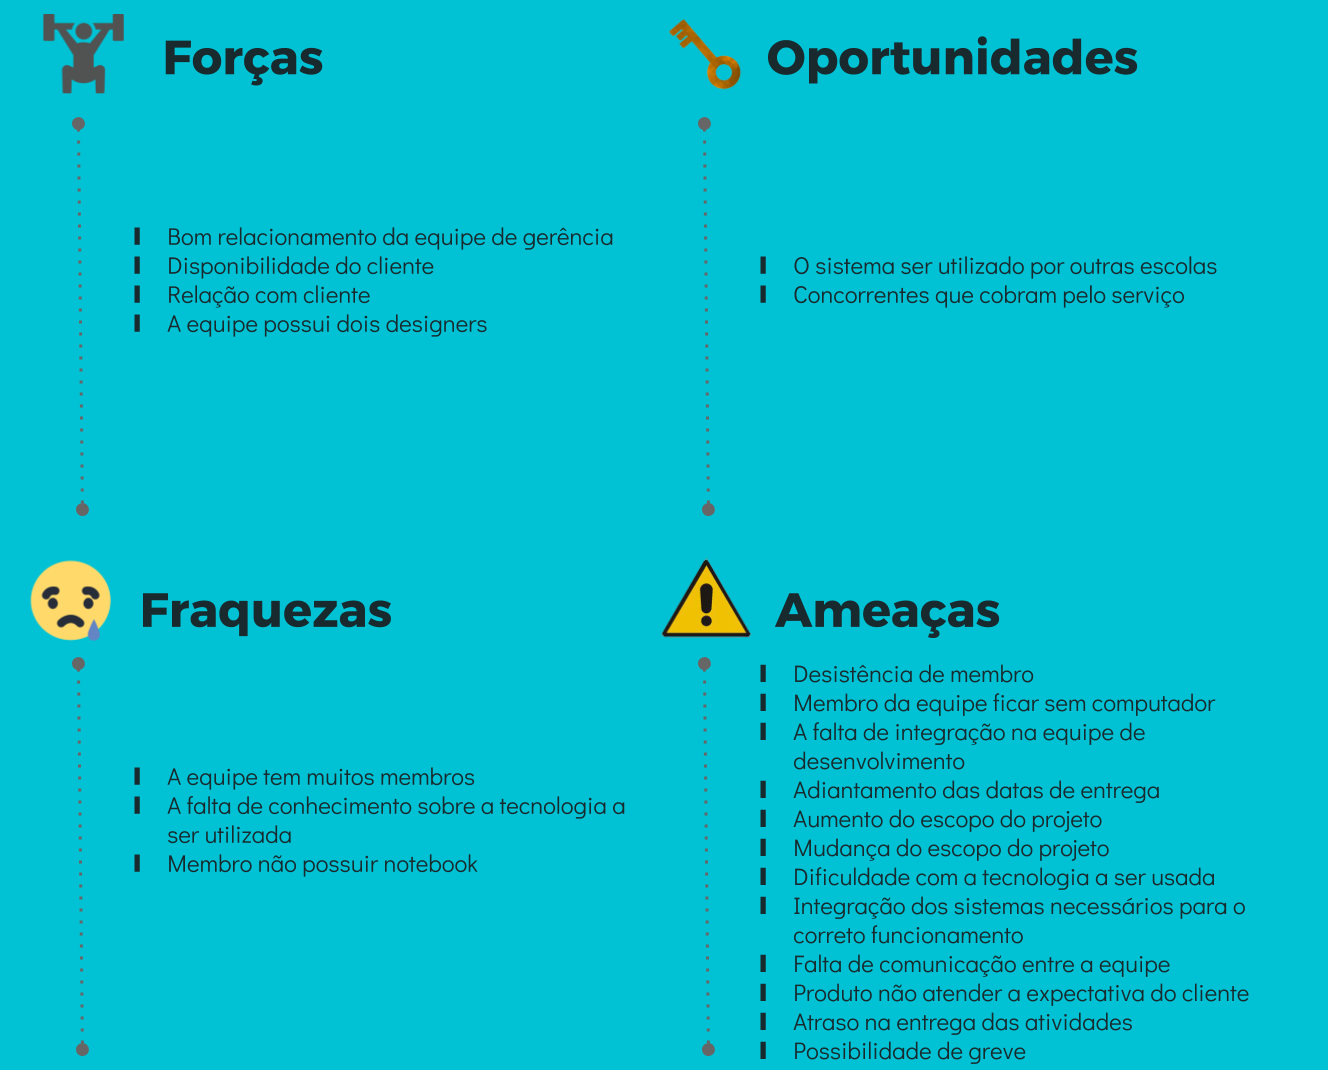 Forças
Bom relacionamento da equipe de gerência
Disponibilidade do cliente
Relação com cliente
A equipe possui dois designers
Oportunidades
O sistema ser utilizado por outras escolas
Concorrentes que cobram pelo serviço
Fraquezas
A equipe tem muitos membros
A falta de conhecimento sobre a tecnologia a
ser utilizada
Membro não possuir notebook
Ameaças
Desistência de membro
Membro da equipe ficar sem computador
A falta de integração na equipe de
desenvolvimento
Adiantamento das datas de entrega
Aumento do escopo do projeto
Mudança do escopo do projeto
Dificuldade com a tecnologia a ser usada
Integração dos sistemas necessários para o
correto funcionamento
Falta de comunicação entre a equipe
Produto não atender a expectativa do cliente
Atraso na entrega das atividades
Possibilidade de greve